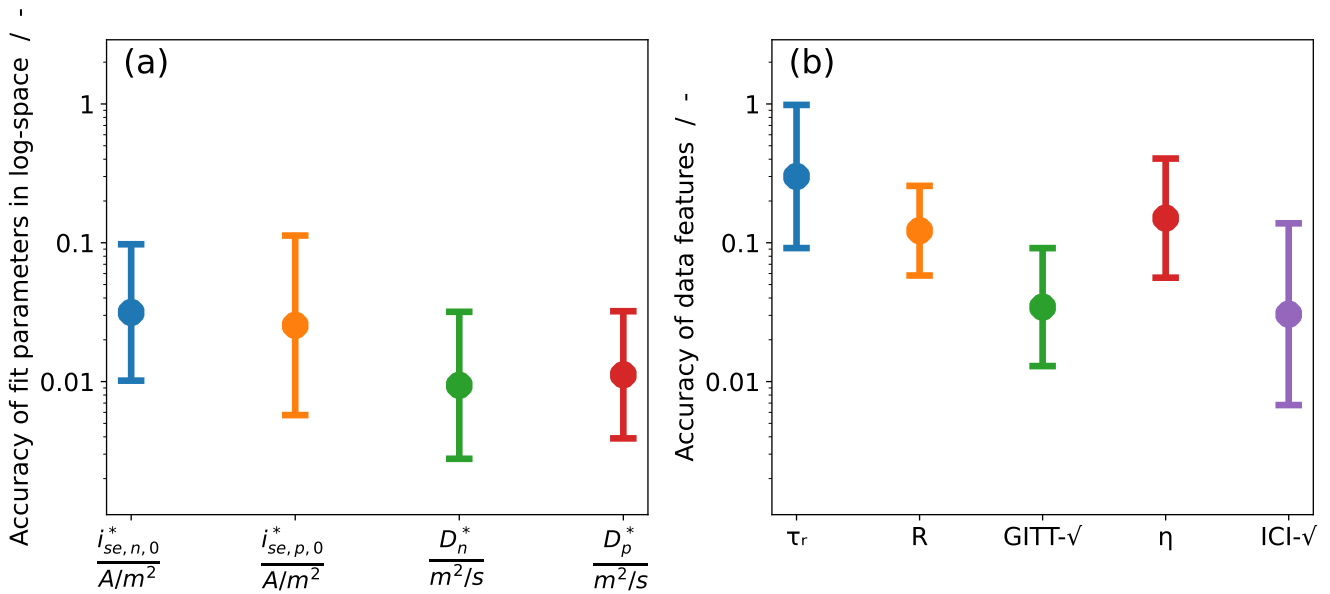 Accuracy of fit parameters in log-space / -
(a)
1
0.1
0.01
i*se,n,0
A/m²
i*se,p,0
A/m²
D*n
m²/s
D*p
m²/s
Accuracy of data features / -
(b)
1
0.1
0.01
τr
R
GITT-√
η
ICI-√